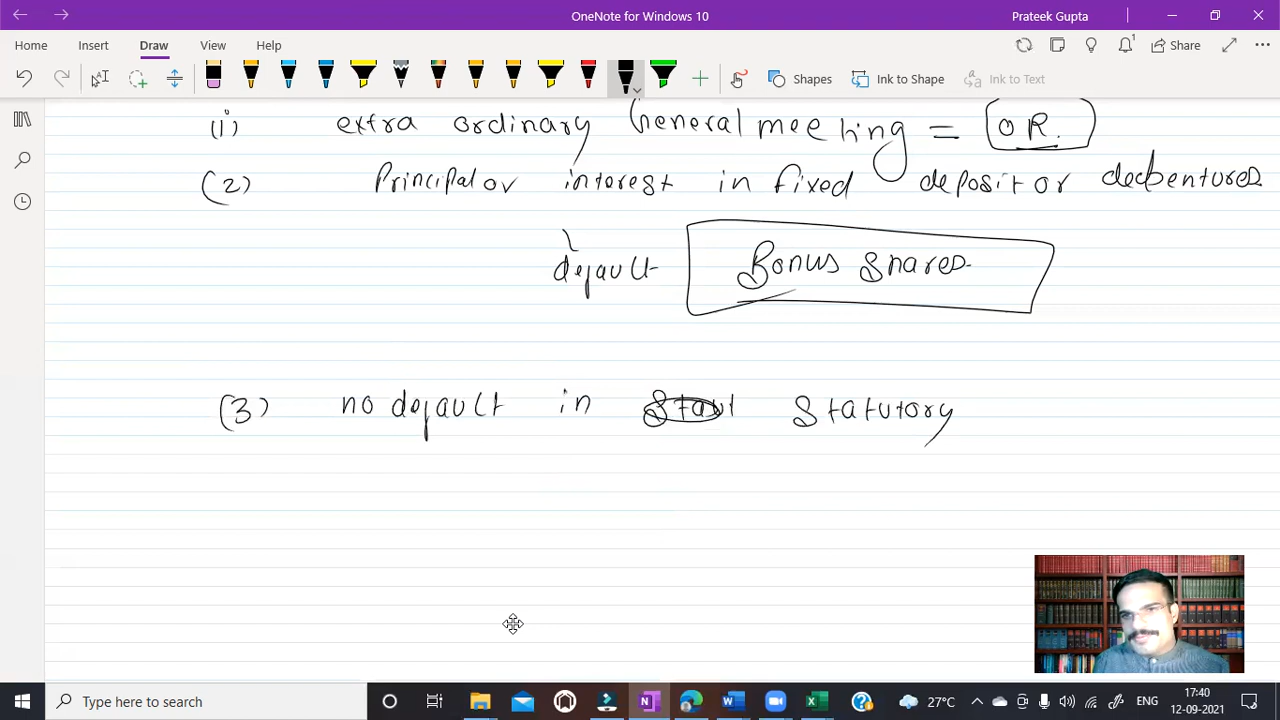 OneNote for Windows 10
Prateek Gupta
Home Insert Draw View Help
Share
Shapes Ink to Shape Ink to Text
(1) extra ordinary General meeting = OR.
(2) Principal or interest in fixed deposit or debentures
default Bonus Shares
(3) no default in Statutory
Type here to search
27°C
ENG
17:40
12-09-2021